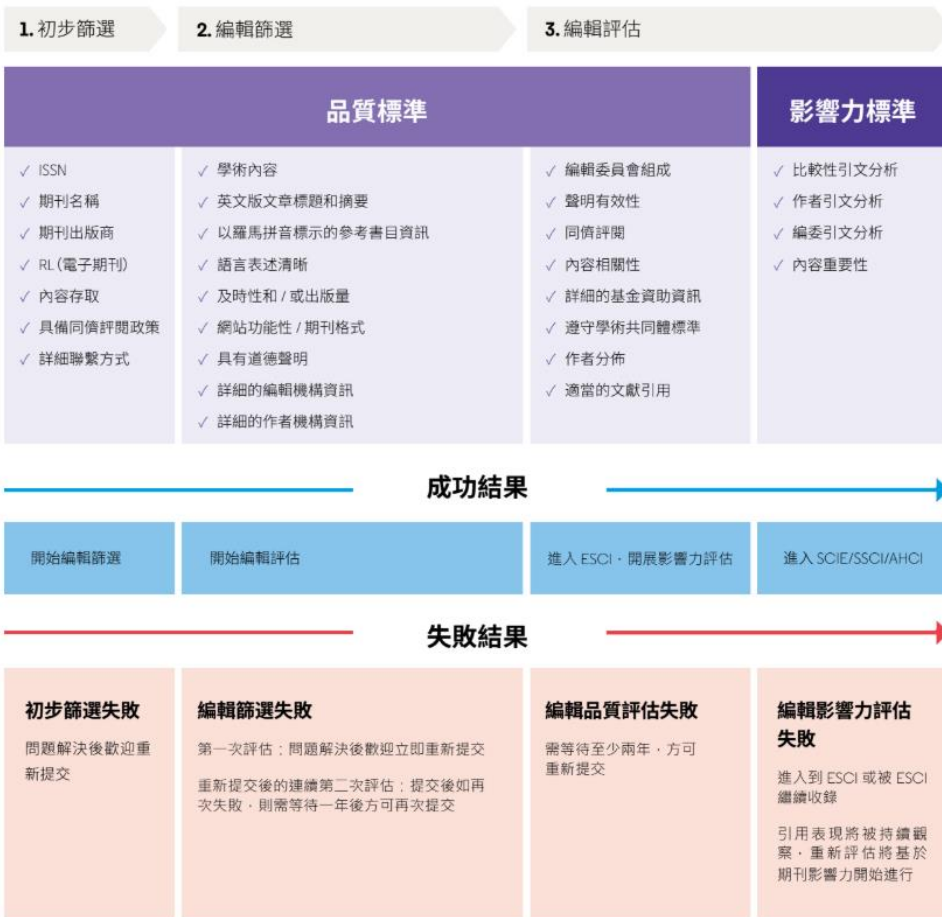 1. 初步篩選
2. 編輯篩選
3. 編輯評估
品質標準
影響力標準
✓ ISSN
✓ 期刊名稱
✓ 期刊出版商
✓ RL(電子期刊)
✓ 內容存取
✓ 具備同儕評閱政策
✓ 詳細聯繫方式
✓ 學術內容
✓ 英文版文章標題和摘要
✓ 以羅馬拼音標示的參考書目資訊
✓ 語言表述清晰
✓ 及時性和 / 或出版量
✓ 網站功能性 / 期刊格式
✓ 具有道德聲明
✓ 詳細的編輯機構資訊
✓ 詳細的作者機構資訊
✓ 編輯委員會組成
✓ 聲明有效性
✓ 同儕評閱
✓ 內容相關性
✓ 詳細的基金資助資訊
✓ 遵守學術共同體標準
✓ 作者分佈
✓ 適當的文獻引用
✓ 比較性引文分析
✓ 作者引文分析
✓ 編委引文分析
✓ 內容重要性
成功結果
開始編輯篩選
開始編輯評估
進入 ESCI，開展影響力評估
進入 SCIE/SSCI/AHCI
失敗結果
初步篩選失敗
問題解決後歡迎重
新提交
編輯篩選失敗
第一次評估：問題解決後歡迎立即重新提交
重新提交後的連續第二次評估：提交後如再
次失敗，則需等待一年後方可再次提交
編輯品質評估失敗
需等待至少兩年，方可
重新提交
編輯影響力評估
失敗
進入到 ESCI 或被 ESCI
繼續收錄
引用表現將被持續觀
察，重新評估將基於
期刊影響力開始進行